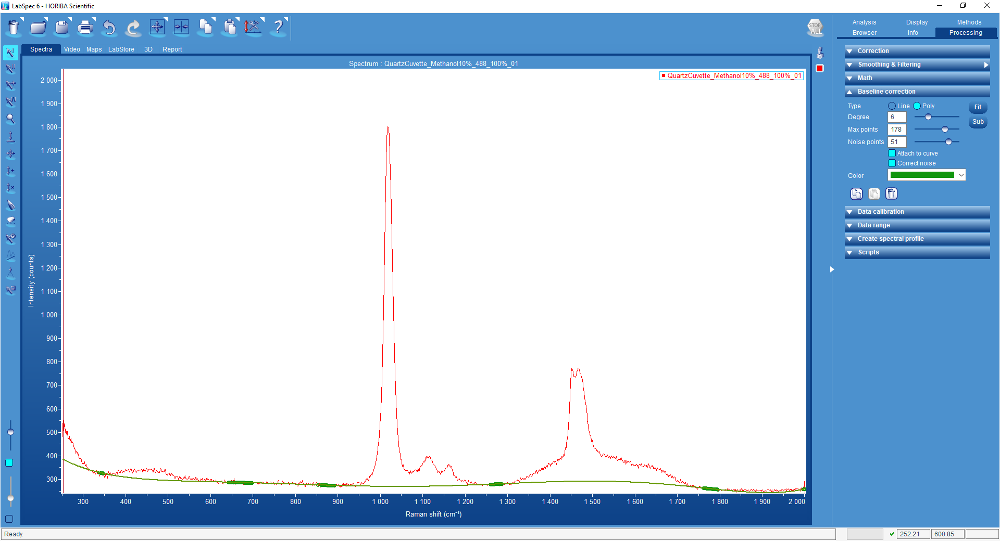 LabSpec 6 - HORIBA Scientific
STOP
ALL
Analysis Display Methods
Browser Info Processing
Spectra Video Maps LabStore 3D Report
Spectrum : QuartzCuvette_Methanol10%_488_100%_01
QuartzCuvette_Methanol10%_488_100%_01
2 000
1 900
1 800
1 700
1 600
1 500
1 400
1 300
1 200
1 100
1 000
900
800
700
600
500
400
300
Intensity (counts)
300 400 500 600 700 800 900 1 000 1 100 1 200 1 300 1 400 1 500 1 600 1 700 1 800 1 900 2 000
Raman shift (cm⁻¹)
Correction
Smoothing & Filtering
Math
Baseline correction
Type Line Poly Fit
Degree 6 Sub
Max points 178
Noise points 51
Attach to curve
Correct noise
Color
Data calibration
Data range
Create spectral profile
Scripts
Ready. 252.21 600.85